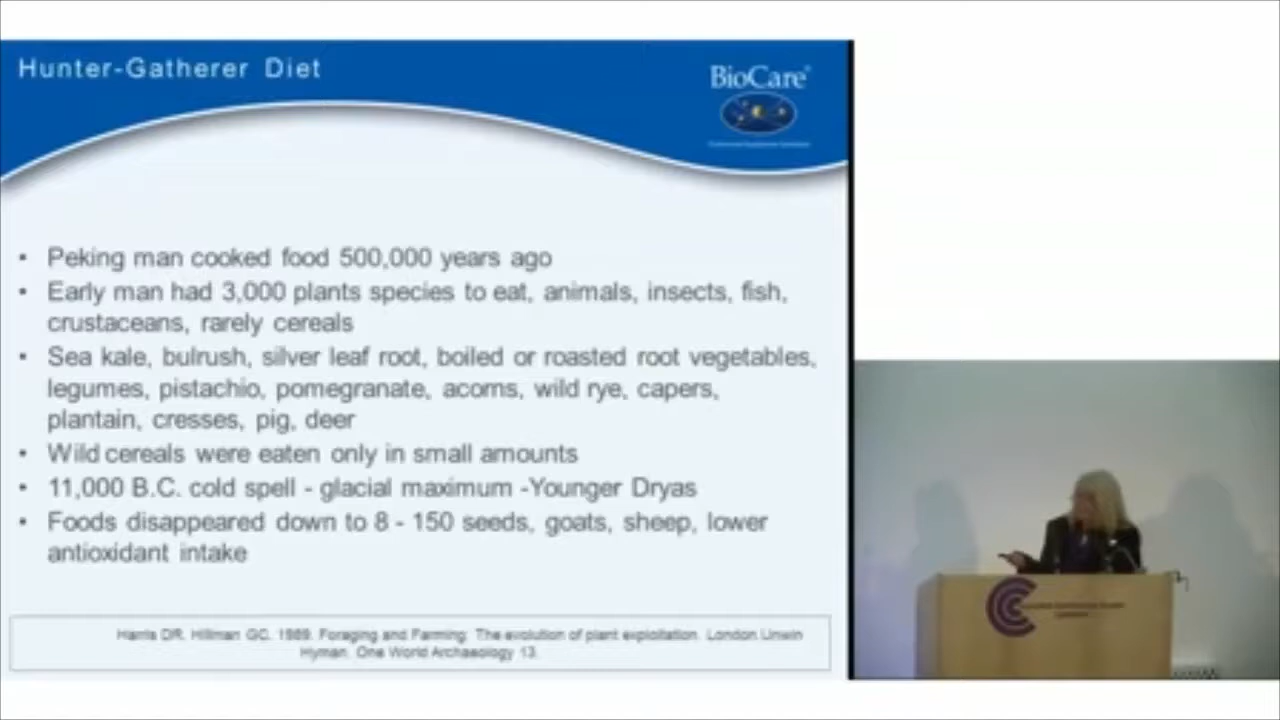 Hunter-Gatherer Diet
BioCare®
• Peking man cooked food 500,000 years ago
• Early man had 3,000 plants species to eat, animals, insects, fish,
crustaceans, rarely cereals
• Sea kale, bulrush, silver leaf root, boiled or roasted root vegetables,
legumes, pistachio, pomegranate, acorns, wild rye, capers,
plantain, cresses, pig, deer
• Wild cereals were eaten only in small amounts
• 11,000 B.C. cold spell - glacial maximum -Younger Dryas
• Foods disappeared down to 8 - 150 seeds, goats, sheep, lower
antioxidant intake
Harris DR. Hillman GC. 1989. Foraging and Farming: The evolution of plant exploitation. London Unwin
Hyman. One World Archaeology 13.